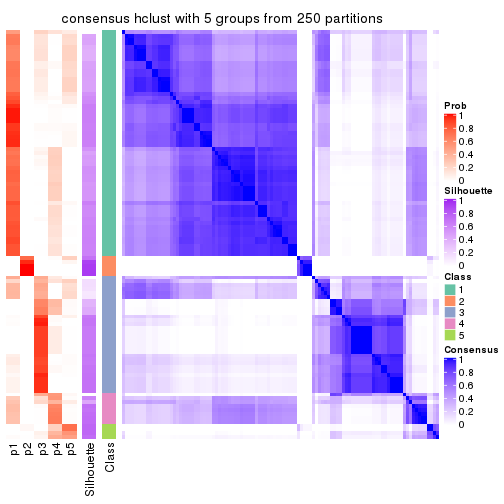 consensus hclust with 5 groups from 250 partitions
Prob
1
0.8
0.6
0.4
0.2
0
Silhouette
1
0.8
0.6
0.4
0.2
0
Class
1
2
3
4
5
Consensus
1
0.8
0.6
0.4
0.2
0
p1
p2
p3
p4
p5
Silhouette
Class